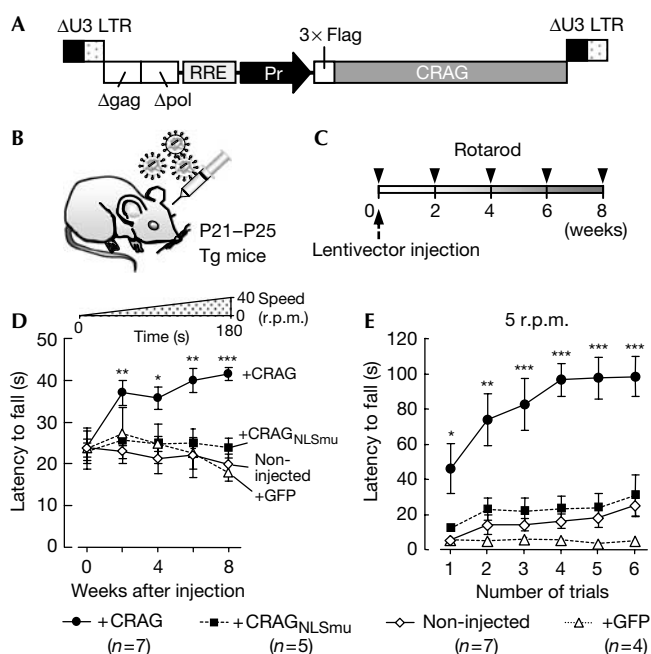 A
ΔU3 LTR
ΔU3 LTR
3× Flag
RRE
Pr
CRAG
Δgag
Δpol
B
P21–P25
Tg mice
C
Rotarod
0 2 4 6 8
(weeks)
Lentivector injection
D
0
Time (s)
180
40
0
Speed
(r.p.m.)
Latency to fall (s)
50
40
30
20
10
0
** * ** ***
+CRAG
+CRAGNLSmu
Non-injected
+GFP
0 2 4 6 8
Weeks after injection
E
5 r.p.m.
Latency to fall (s)
120
100
80
60
40
20
0
* ** *** *** *** ***
1 2 3 4 5 6
Number of trials
+CRAG +CRAGNLSmu Non-injected +GFP
(n=7) (n=5) (n=7) (n=4)